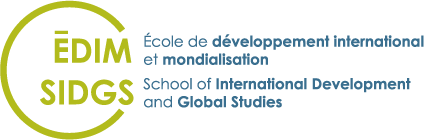 ÉDIM
SIDGS
École de développement international
et mondialisation
School of International Development
and Global Studies